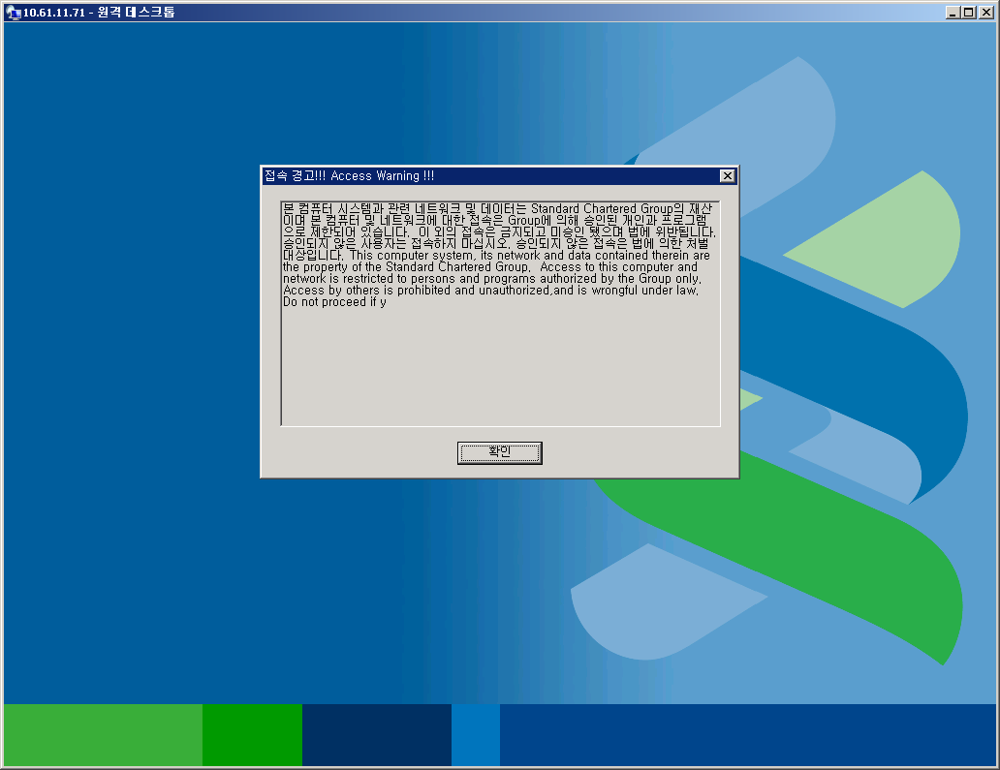 10.61.11.71 - 원격 데스크톱
접속 경고!!! Access Warning !!!
본 컴퓨터 시스템과 관련 네트워크 및 데이터는 Standard Chartered Group의 재산
이며 본 컴퓨터 및 네트워크에 대한 접속은 Group에 의해 승인된 개인과 프로그램
으로 제한되어 있습니다.  이 외의 접속은 금지되고 미승인 됐으며 법에 위반됩니다.
승인되지 않은 사용자는 접속하지 마십시오. 승인되지 않은 접속은 법에 의한 처벌
대상입니다. This computer system, its network and data contained therein are
the property of the Standard Chartered Group.  Access to this computer and
network is restricted to persons and programs authorized by the Group only.
Access by others is prohibited and unauthorized,and is wrongful under law.
Do not proceed if y
확인